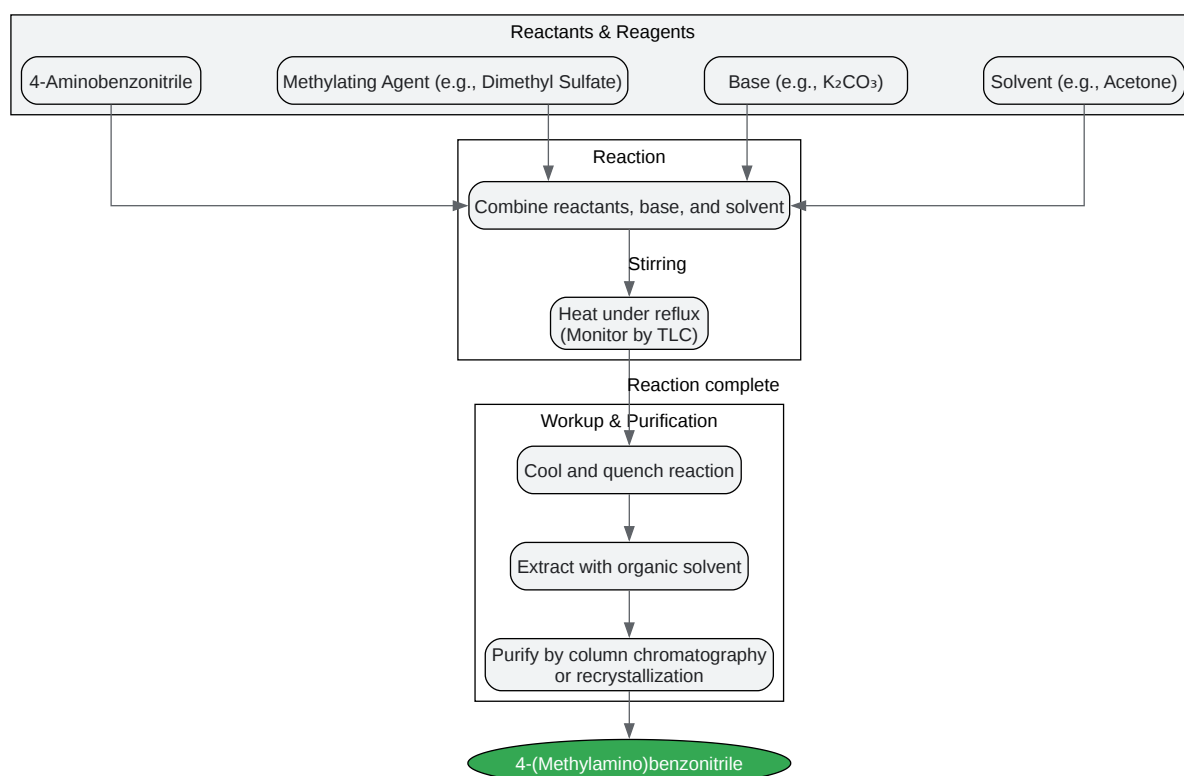 Reactants & Reagents
4-Aminobenzonitrile
Methylating Agent (e.g., Dimethyl Sulfate)
Base (e.g., K₂CO₃)
Solvent (e.g., Acetone)
Reaction
Combine reactants, base, and solvent
Stirring
Heat under reflux
(Monitor by TLC)
Reaction complete
Workup & Purification
Cool and quench reaction
Extract with organic solvent
Purify by column chromatography
or recrystallization
4-(Methylamino)benzonitrile